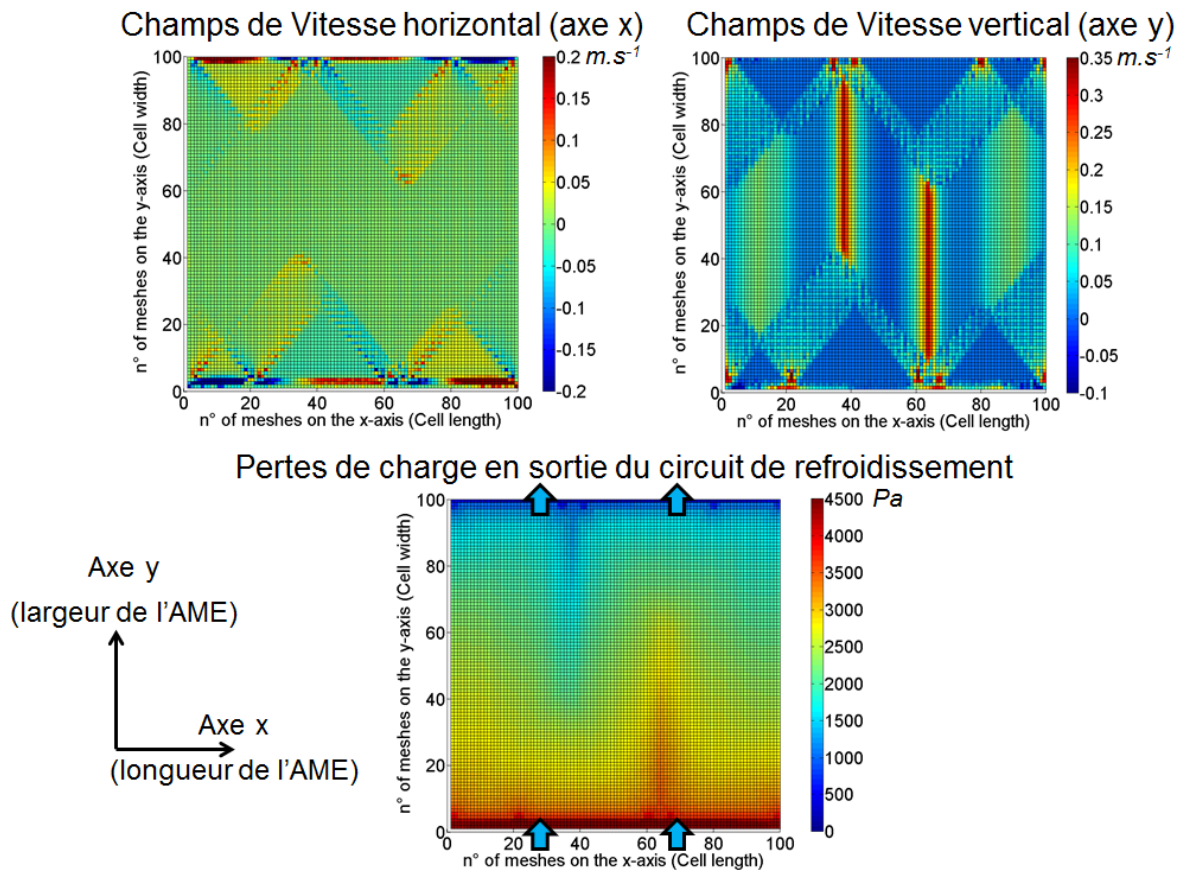 Champs de Vitesse horizontal (axe x)
Champs de Vitesse vertical (axe y)
100
80
60
40
20
0
n° of meshes on the y-axis (Cell width)
0 20 40 60 80 100
n° of meshes on the x-axis (Cell length)
0.2 m.s⁻¹
0.15
0.1
0.05
0
-0.05
-0.1
-0.15
-0.2
100
80
60
40
20
0
n° of meshes on the y-axis (Cell width)
0 20 40 60 80 100
n° of meshes on the x-axis (Cell length)
0.35 m.s⁻¹
0.3
0.25
0.2
0.15
0.1
0.05
0
-0.05
-0.1
Pertes de charge en sortie du circuit de refroidissement
100
80
60
40
20
0
n° of meshes on the y-axis (Cell width)
0 20 40 60 80 100
n° of meshes on the x-axis (Cell length)
4500 Pa
4000
3500
3000
2500
2000
1500
1000
500
0
Axe y
(largeur de l'AME)
Axe x
(longueur de l'AME)